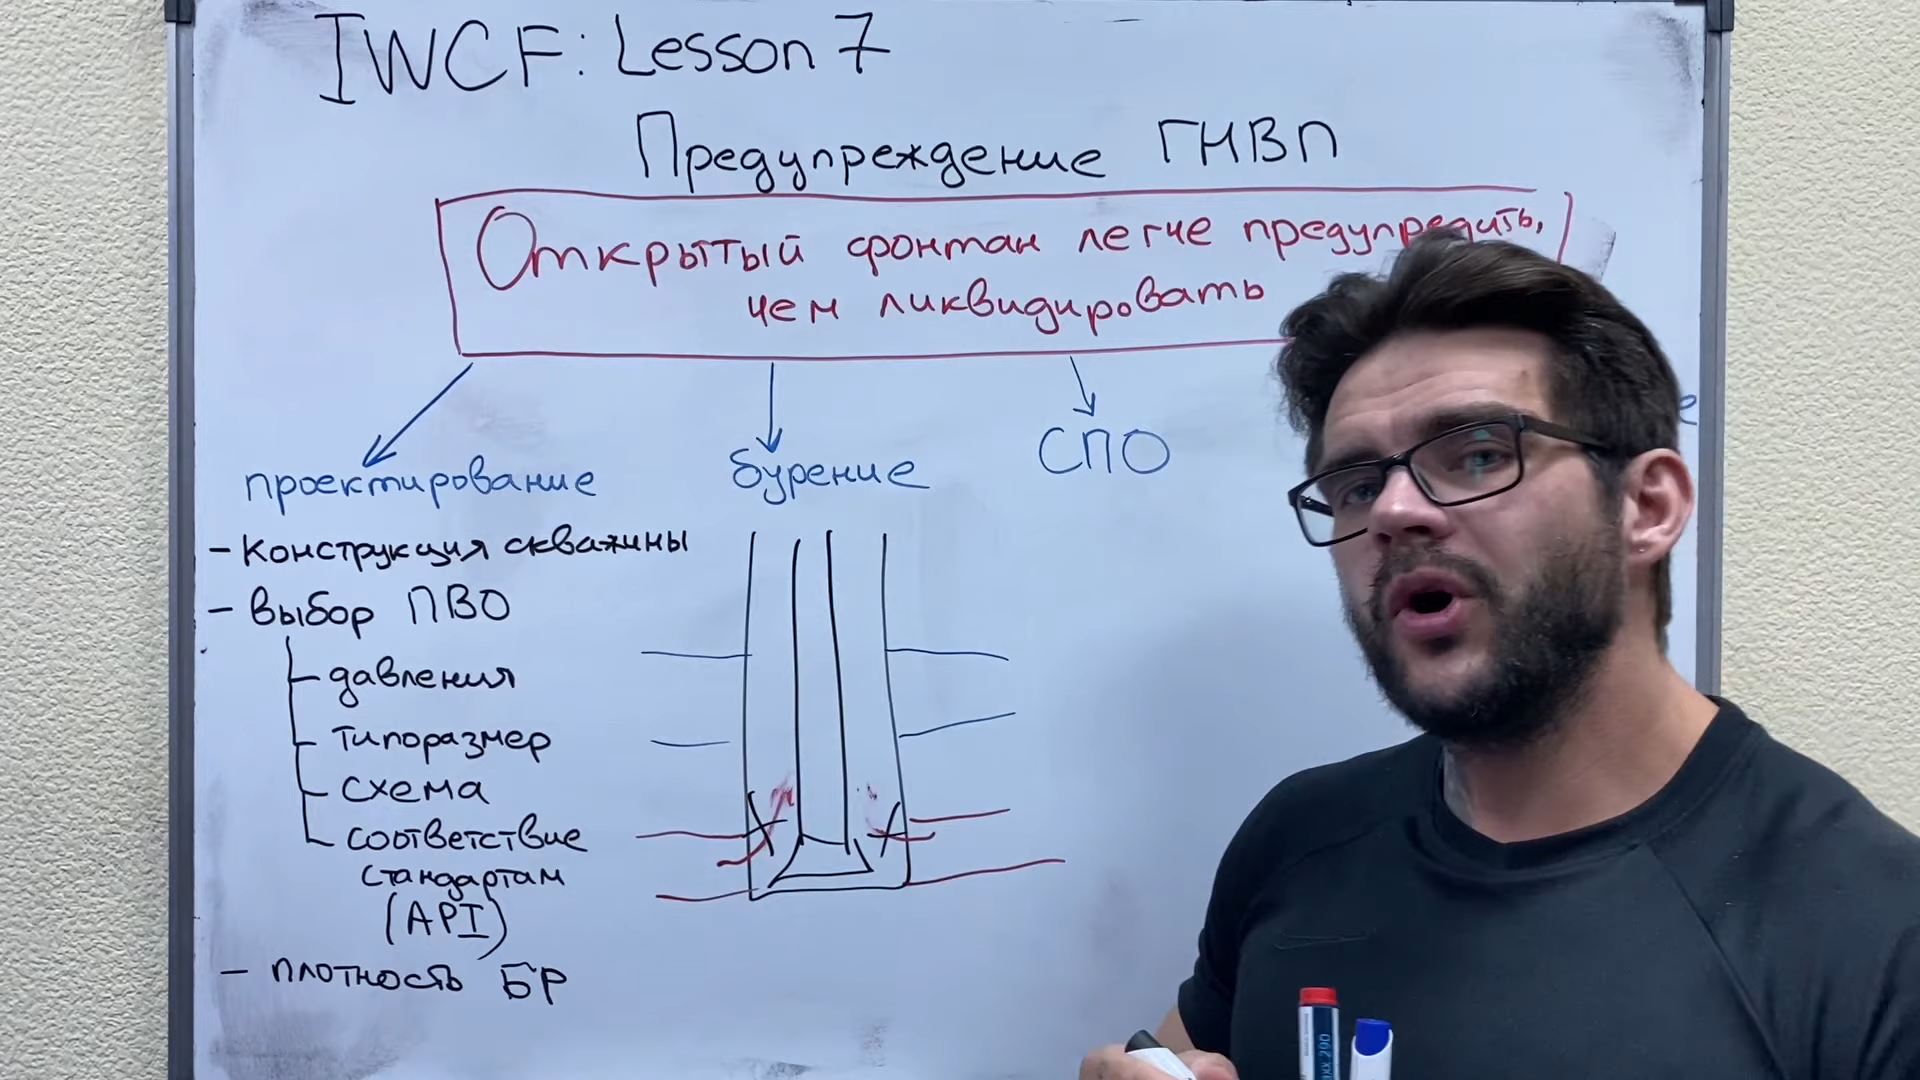 IWCF: Lesson 7
Предупреждение ГНВП
Открытый фонтан легче предупредить,
чем ликвидировать
проектирование
бурение
СПО
- Конструкция скважины
- выбор ПВО
давления
типоразмер
схема
соответствие
стандартам
(API)
- плотность БР